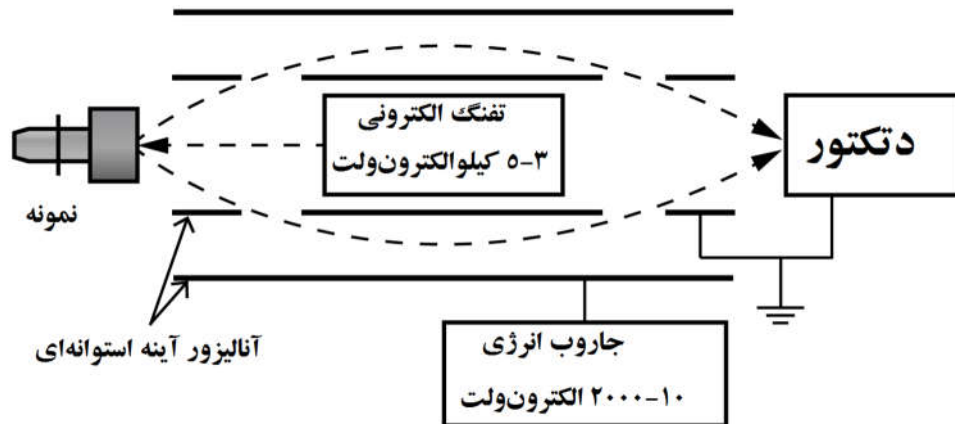 تفنگ الکترونی
۳-۵ کیلوالکترون‌ولت
دتکتور
نمونه
آنالیزور آینه استوانه‌ای
جاروب انرژی
۱۰-۲۰۰۰ الکترون‌ولت